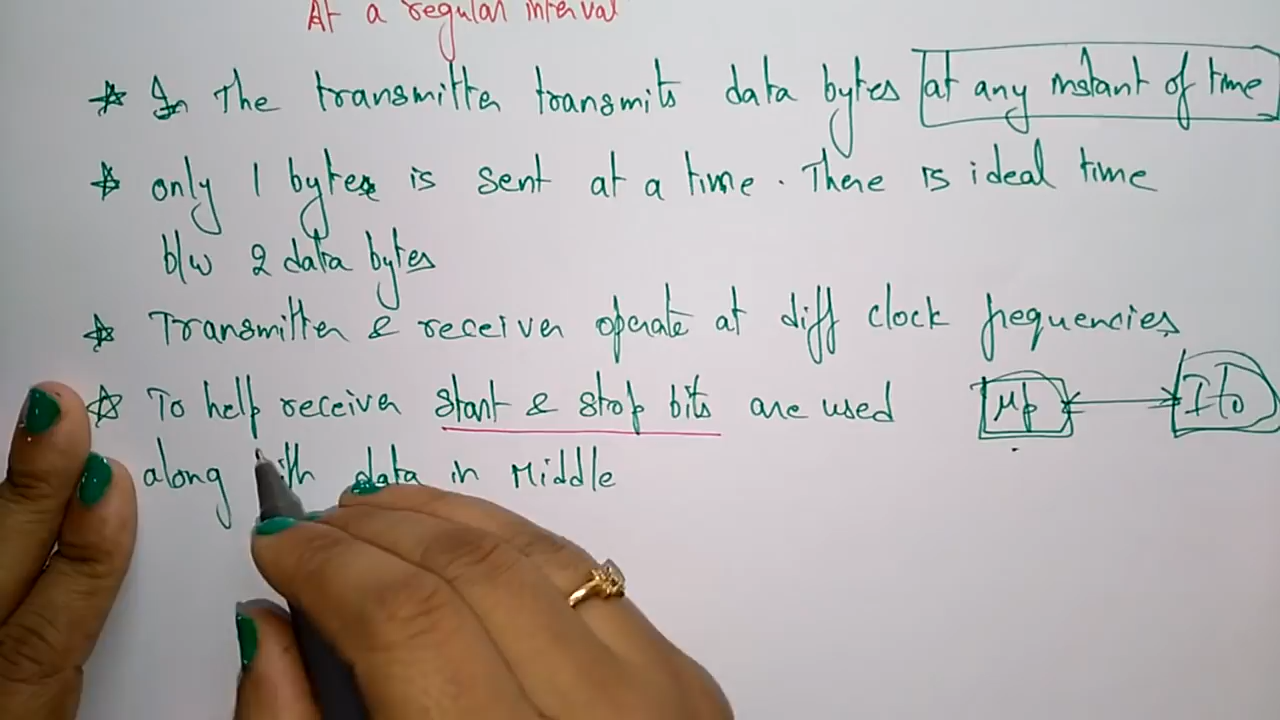 At a regular interval
☆ In The transmitter transmits data bytes at any instant of time
☆ only 1 bytes is sent at a time. There is ideal time
b/w 2 data bytes
☆ Transmitter & receiver operate at diff clock frequencies,
☆ To help receiver start & stop bits are used
μp I/o
along with data in Middle